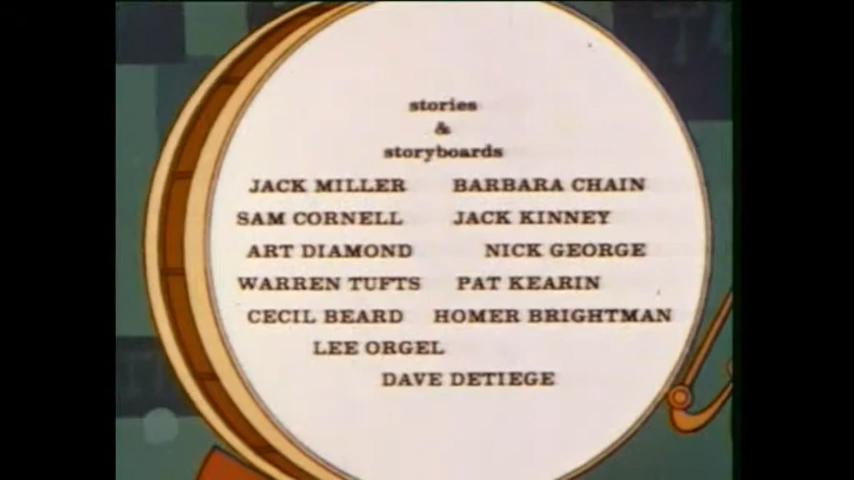 stories
&
storyboards
JACK MILLER BARBARA CHAIN
SAM CORNELL JACK KINNEY
ART DIAMOND NICK GEORGE
WARREN TUFTS PAT KEARIN
CECIL BEARD HOMER BRIGHTMAN
LEE ORGEL
DAVE DETIEGE